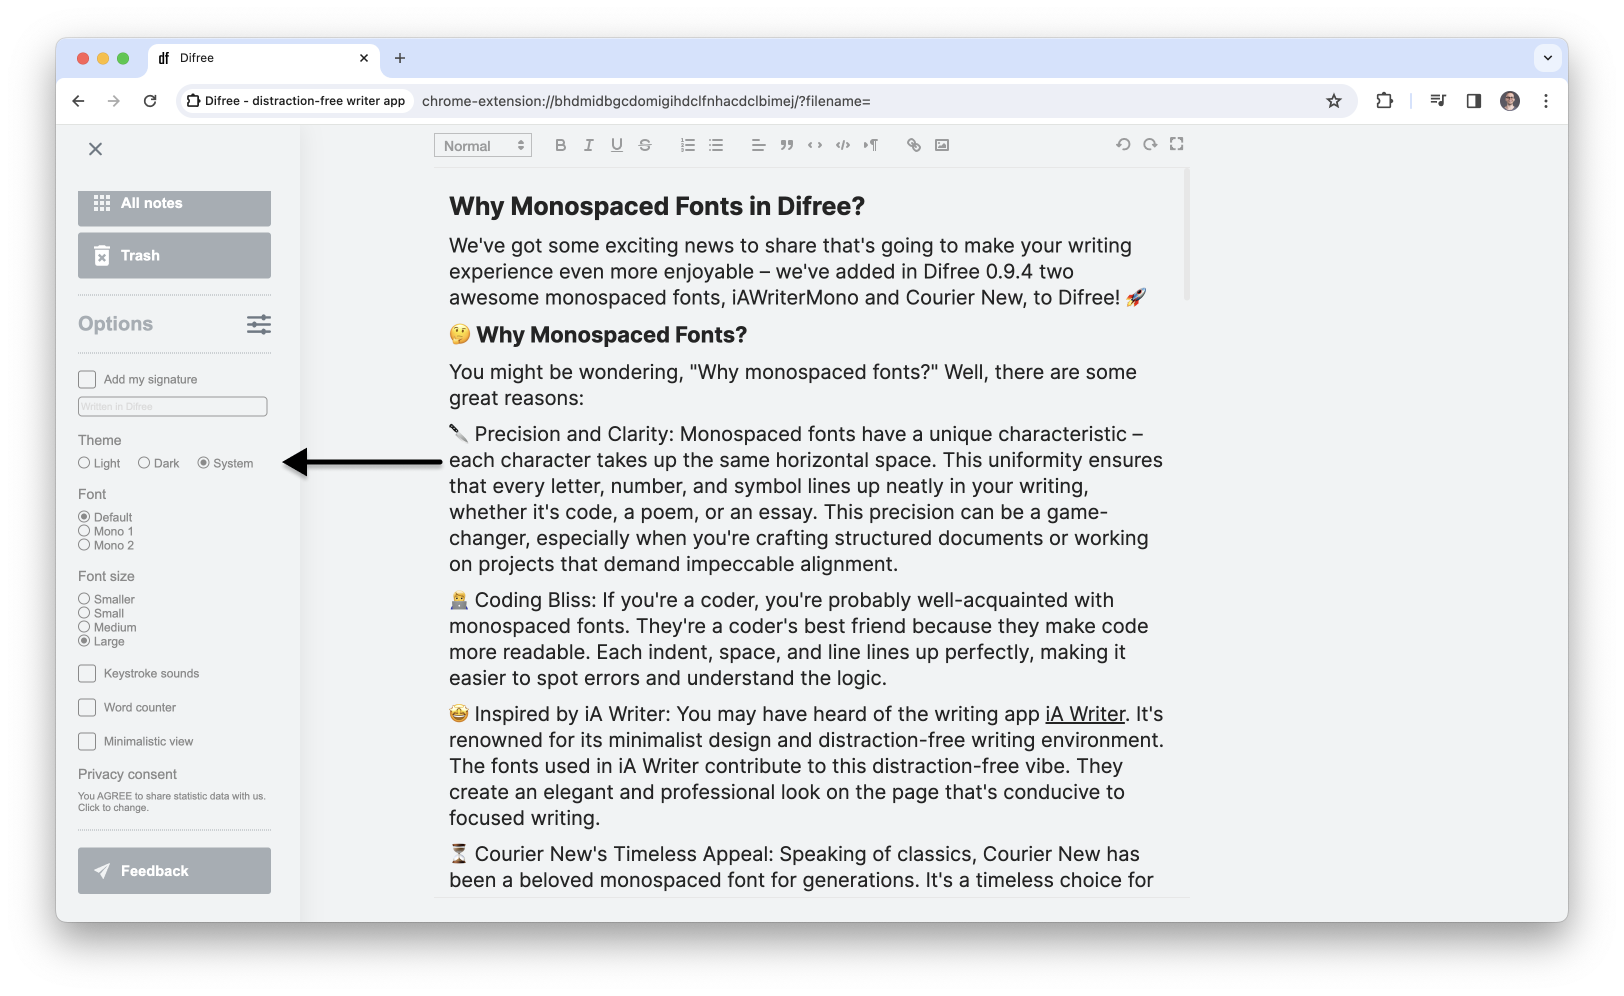 df Difree
Difree - distraction-free writer app chrome-extension://bhdmidbgcdomigihdclfnhacdclbimej/?filename=
All notes
Trash
Options
Add my signature
Written in Difree
Theme
Light Dark System
Font
Default
Mono 1
Mono 2
Font size
Smaller
Small
Medium
Large
Keystroke sounds
Word counter
Minimalistic view
Privacy consent
You AGREE to share statistic data with us.
Click to change.
Feedback
Normal
Why Monospaced Fonts in Difree?
We've got some exciting news to share that's going to make your writing
experience even more enjoyable – we've added in Difree 0.9.4 two
awesome monospaced fonts, iAWriterMono and Courier New, to Difree! 🚀
🤔 Why Monospaced Fonts?
You might be wondering, "Why monospaced fonts?" Well, there are some
great reasons:
🔪 Precision and Clarity: Monospaced fonts have a unique characteristic –
each character takes up the same horizontal space. This uniformity ensures
that every letter, number, and symbol lines up neatly in your writing,
whether it's code, a poem, or an essay. This precision can be a game-
changer, especially when you're crafting structured documents or working
on projects that demand impeccable alignment.
🧑‍💻 Coding Bliss: If you're a coder, you're probably well-acquainted with
monospaced fonts. They're a coder's best friend because they make code
more readable. Each indent, space, and line lines up perfectly, making it
easier to spot errors and understand the logic.
🤩 Inspired by iA Writer: You may have heard of the writing app iA Writer. It's
renowned for its minimalist design and distraction-free writing environment.
The fonts used in iA Writer contribute to this distraction-free vibe. They
create an elegant and professional look on the page that's conducive to
focused writing.
⏳ Courier New's Timeless Appeal: Speaking of classics, Courier New has
been a beloved monospaced font for generations. It's a timeless choice for